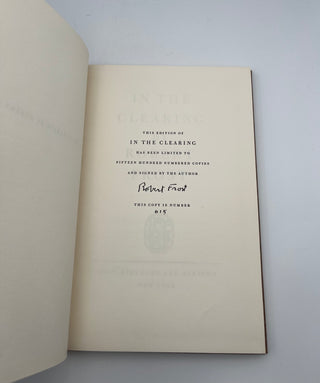 THIS EDITION OF
IN THE CLEARING
HAS BEEN LIMITED TO
FIFTEEN HUNDRED NUMBERED COPIES
AND SIGNED BY THE AUTHOR
Robert Frost
THIS COPY IS NUMBER